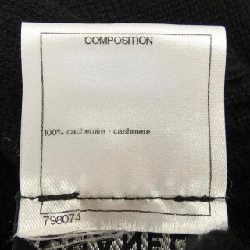 COMPOSITION
100% cachemire - cashmere
798074